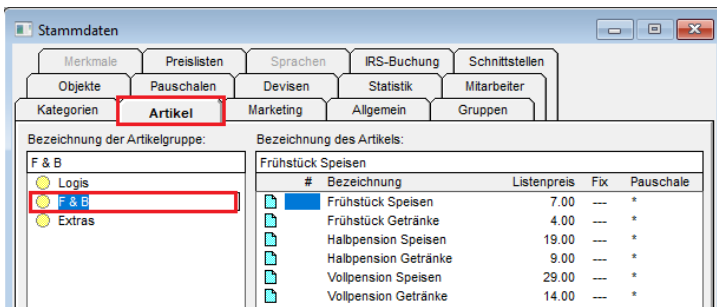 Stammdaten
Merkmale Preislisten Sprachen IRS-Buchung Schnittstellen
Objekte Pauschalen Devisen Statistik Mitarbeiter
Kategorien Artikel Marketing Allgemein Gruppen
Bezeichnung der Artikelgruppe: Bezeichnung des Artikels:
F & B Frühstück Speisen
Logis # Bezeichnung Listenpreis Fix Pauschale
F & B Frühstück Speisen 7.00 --- *
Extras Frühstück Getränke 4.00 --- *
Halbpension Speisen 19.00 --- *
Halbpension Getränke 9.00 --- *
Vollpension Speisen 29.00 --- *
Vollpension Getränke 14.00 --- *